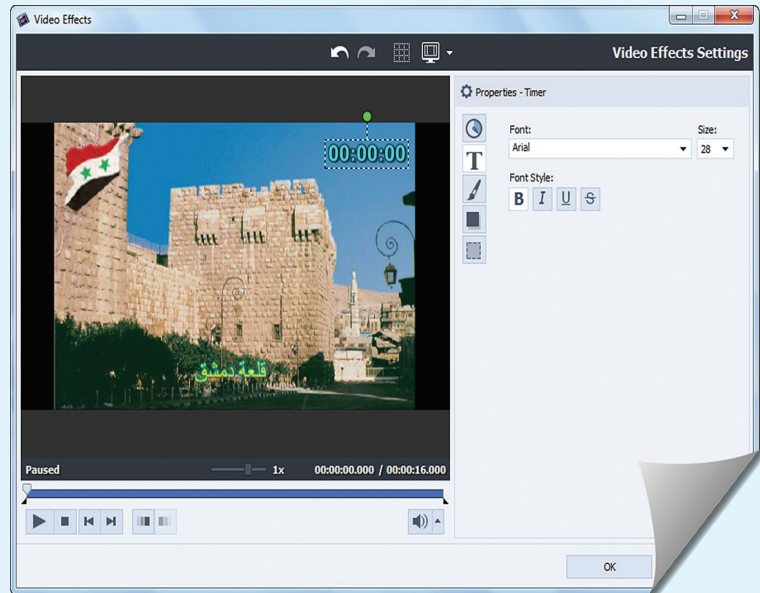 Video Effects
Video Effects Settings
Properties - Timer
00:00:00
Font:
Size:
Arial
28
Font Style:
B I U S
T
قلعة دمشق
Paused
1x
00:00:00.000 / 00:00:16.000
OK